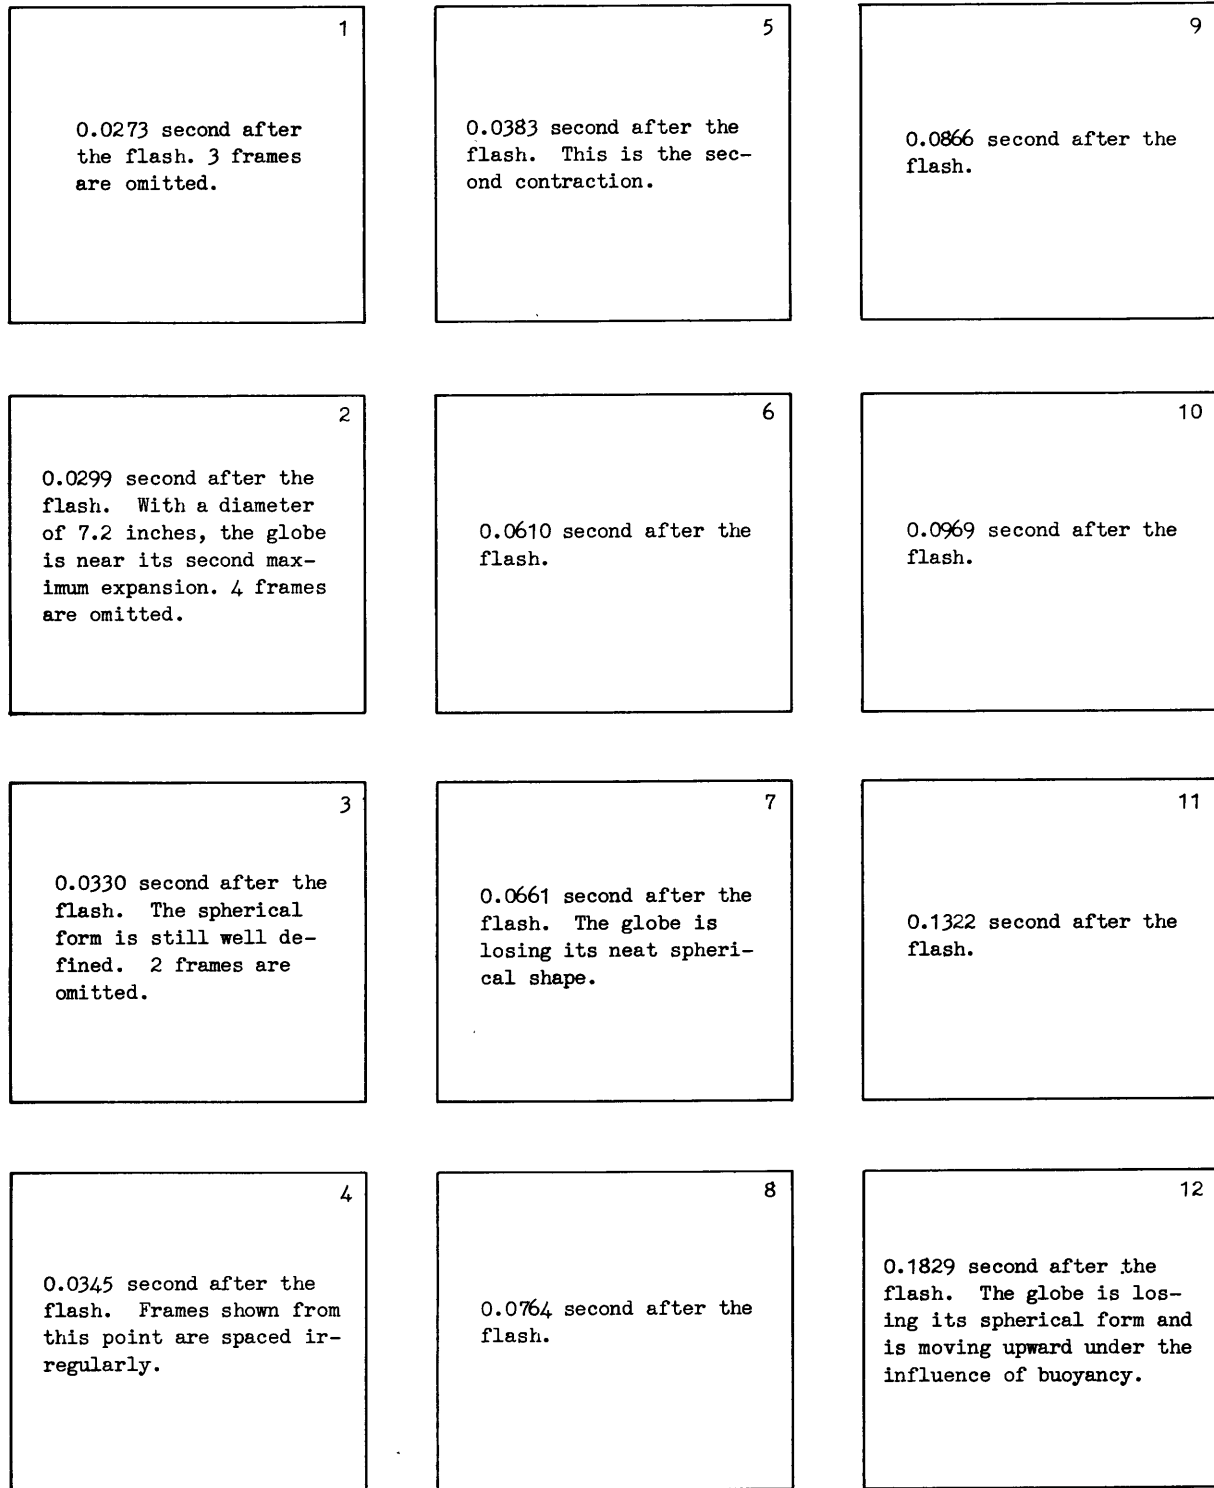 1
0.0273 second after
the flash. 3 frames
are omitted.
2
0.0299 second after the
flash. With a diameter
of 7.2 inches, the globe
is near its second max-
imum expansion. 4 frames
are omitted.
3
0.0330 second after the
flash. The spherical
form is still well de-
fined. 2 frames are
omitted.
4
0.0345 second after the
flash. Frames shown from
this point are spaced ir-
regularly.
5
0.0383 second after the
flash. This is the sec-
ond contraction.
6
0.0610 second after the
flash.
7
0.0661 second after the
flash. The globe is
losing its neat spheri-
cal shape.
8
0.0764 second after the
flash.
9
0.0866 second after the
flash.
10
0.0969 second after the
flash.
11
0.1322 second after the
flash.
12
0.1829 second after the
flash. The globe is los-
ing its spherical form and
is moving upward under the
influence of buoyancy.